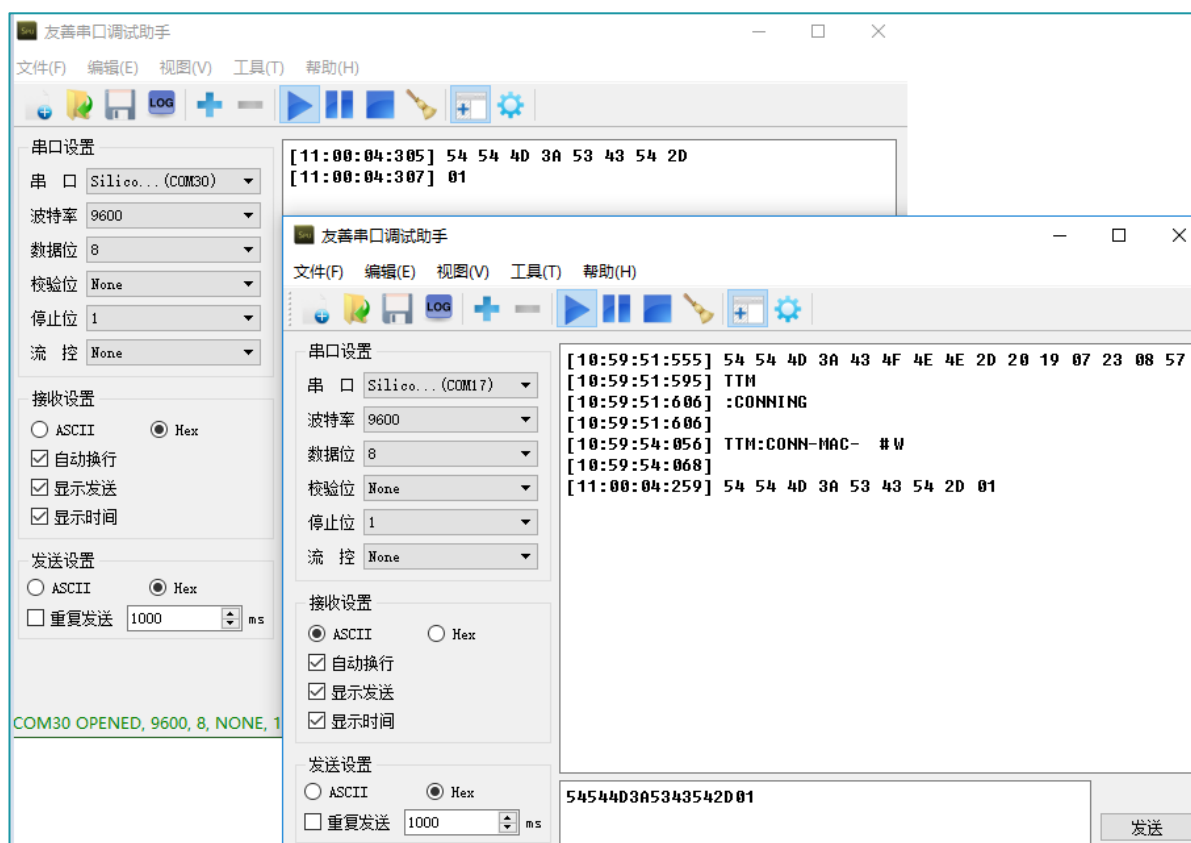 友善串口调试助手
文件(F) 编辑(E) 视图(V) 工具(T) 帮助(H)
LOG
串口设置
串 口 Silico...(COM30)
波特率 9600
数据位 8
校验位 None
停止位 1
流 控 None
接收设置
ASCII Hex
自动换行
显示发送
显示时间
发送设置
ASCII Hex
重复发送 1000 ms
COM30 OPENED, 9600, 8, NONE, 1
[11:00:04:305] 54 54 4D 3A 53 43 54 2D
[11:00:04:307] 01
友善串口调试助手
文件(F) 编辑(E) 视图(V) 工具(T) 帮助(H)
LOG
串口设置
串 口 Silico...(COM17)
波特率 9600
数据位 8
校验位 None
停止位 1
流 控 None
接收设置
ASCII Hex
自动换行
显示发送
显示时间
发送设置
ASCII Hex
重复发送 1000 ms
[10:59:51:555] 54 54 4D 3A 43 4F 4E 4E 2D 20 19 07 23 08 57
[10:59:51:595] TTM
[10:59:51:606] :CONNING
[10:59:51:606]
[10:59:54:056] TTM:CONN-MAC- #W
[10:59:54:068]
[11:00:04:259] 54 54 4D 3A 53 43 54 2D 01
54544D3A5343542D01
发送